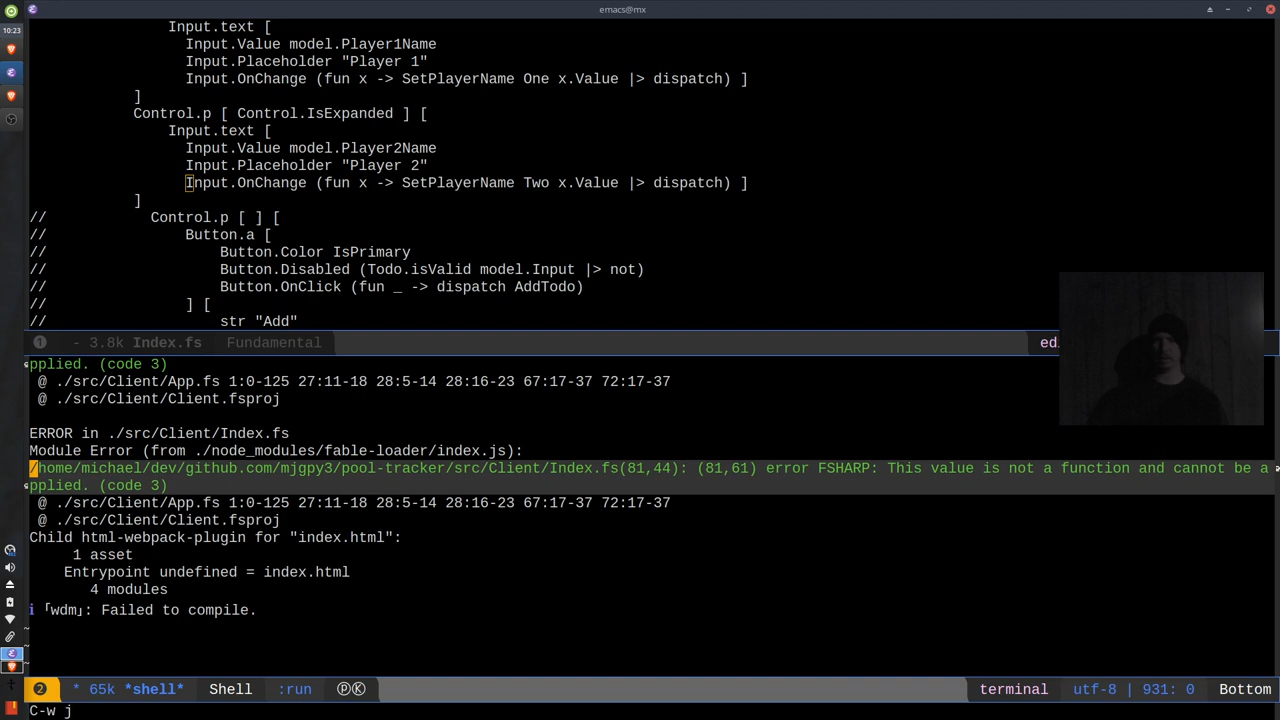 emacs@mx
10:23
Input.text [
Input.Value model.Player1Name
Input.Placeholder "Player 1"
Input.OnChange (fun x -> SetPlayerName One x.Value |> dispatch) ]
]
Control.p [ Control.IsExpanded ] [
Input.text [
Input.Value model.Player2Name
Input.Placeholder "Player 2"
Input.OnChange (fun x -> SetPlayerName Two x.Value |> dispatch) ]
]
// Control.p [ ] [
// Button.a [
// Button.Color IsPrimary
// Button.Disabled (Todo.isValid model.Input |> not)
// Button.OnClick (fun _ -> dispatch AddTodo)
// ] [
// str "Add"
❶ - 3.8k Index.fs Fundamental
pplied. (code 3)
@ ./src/Client/App.fs 1:0-125 27:11-18 28:5-14 28:16-23 67:17-37 72:17-37
@ ./src/Client/Client.fsproj
ERROR in ./src/Client/Index.fs
Module Error (from ./node_modules/fable-loader/index.js):
/home/michael/dev/github.com/mjgpy3/pool-tracker/src/Client/Index.fs(81,44): (81,61) error FSHARP: This value is not a function and cannot be a
pplied. (code 3)
@ ./src/Client/App.fs 1:0-125 27:11-18 28:5-14 28:16-23 67:17-37 72:17-37
@ ./src/Client/Client.fsproj
Child html-webpack-plugin for "index.html":
1 asset
Entrypoint undefined = index.html
4 modules
i ｢wdm｣: Failed to compile.
~
~
~
❷ * 65k *shell* Shell :run ⓟⓀ terminal utf-8 | 931: 0 Bottom
C-w j